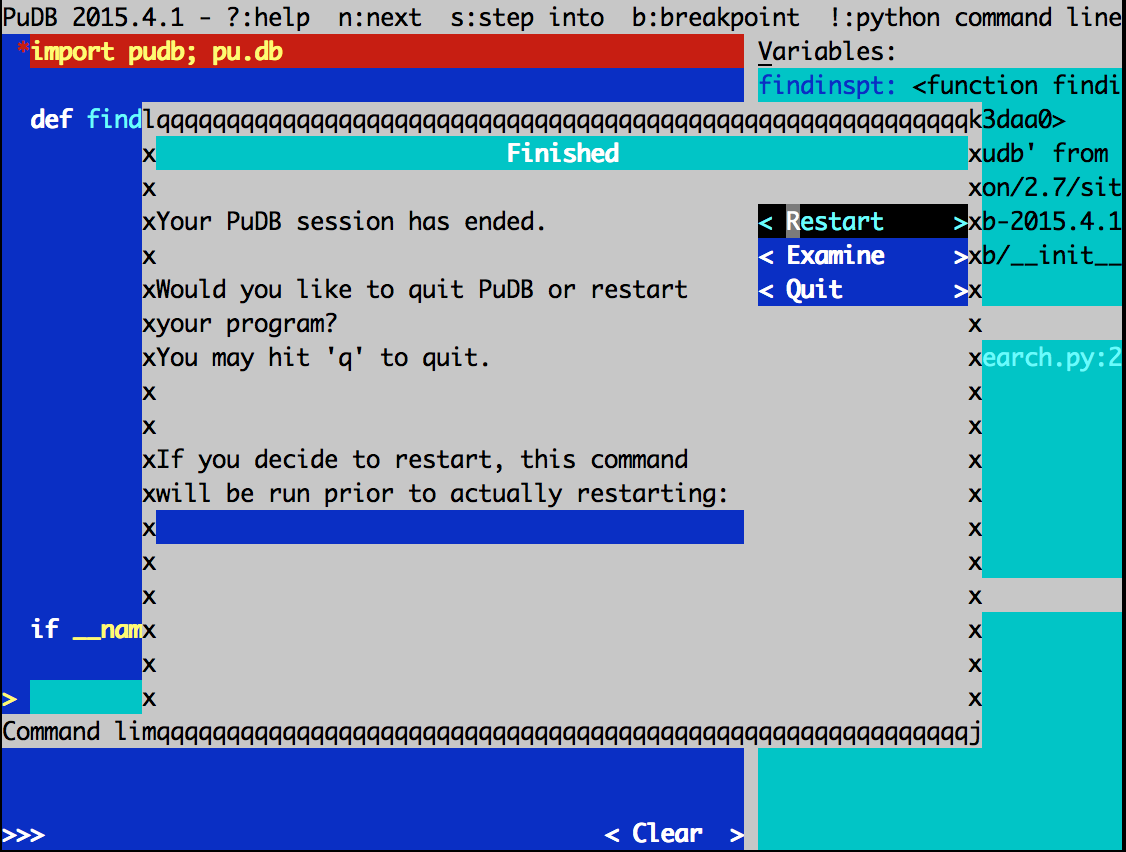 PuDB 2015.4.1 - ?:help  n:next  s:step into  b:breakpoint  !:python command line
*import pudb; pu.db
Variables:
findinspt: <function findi
def find
lqqqqqqqqqqqqqqqqqqqqqqqqqqqqqqqqqqqqqqqqqqqqqqqqqqqqqqqqqqk3daa0>
x Finished xudb' from
x xon/2.7/sit
xYour PuDB session has ended. < Restart >xb-2015.4.1
x < Examine >xb/__init__
xWould you like to quit PuDB or restart < Quit >x
xyour program? x
xYou may hit 'q' to quit. xearch.py:2
x x
x x
xIf you decide to restart, this command x
xwill be run prior to actually restarting: x
x x
x x
x x
if __namx x
x x
> x x
Command limqqqqqqqqqqqqqqqqqqqqqqqqqqqqqqqqqqqqqqqqqqqqqqqqqqqqqqqqqqj
>>> < Clear >